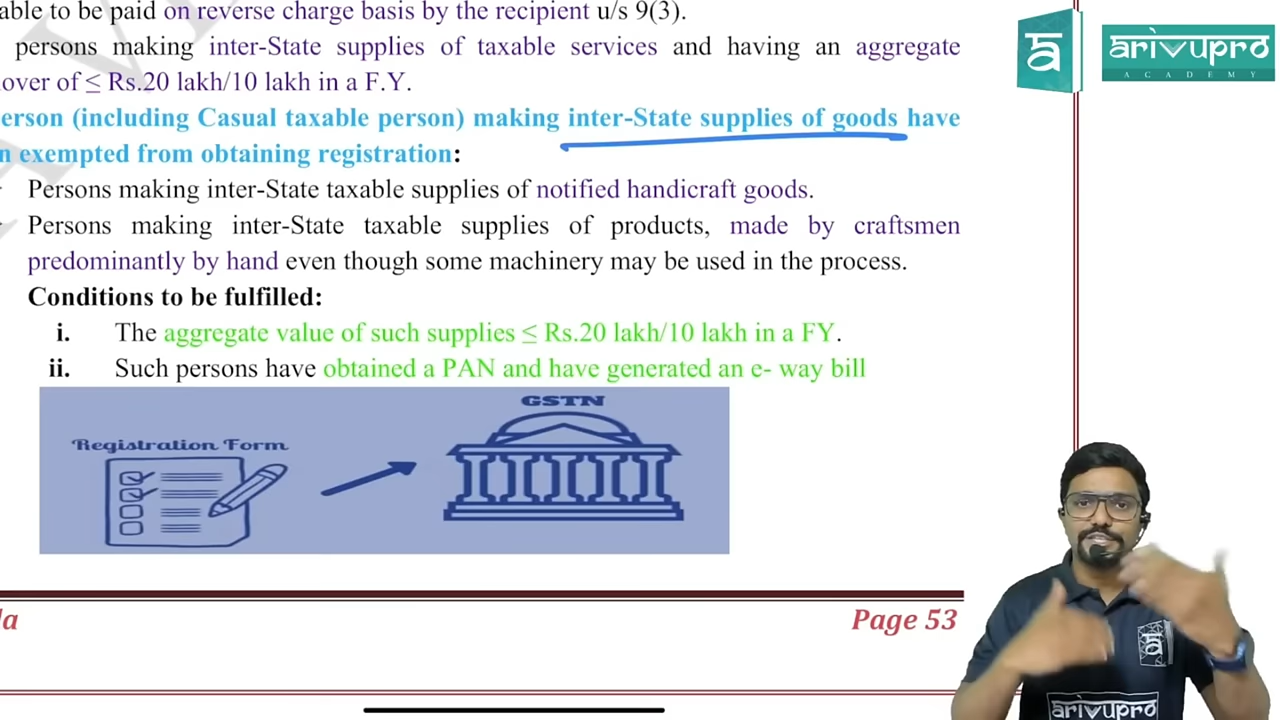 able to be paid on reverse charge basis by the recipient u/s 9(3).
persons making inter-State supplies of taxable services and having an aggregate
over of ≤ Rs.20 lakh/10 lakh in a F.Y.
erson (including Casual taxable person) making inter-State supplies of goods have
n exempted from obtaining registration:
Persons making inter-State taxable supplies of notified handicraft goods.
Persons making inter-State taxable supplies of products, made by craftsmen
predominantly by hand even though some machinery may be used in the process.
Conditions to be fulfilled:
i. The aggregate value of such supplies ≤ Rs.20 lakh/10 lakh in a FY.
ii. Such persons have obtained a PAN and have generated an e- way bill
GSTN
Registration Form
la
Page 53
ā
arivupro
ACADEMY
arivupro